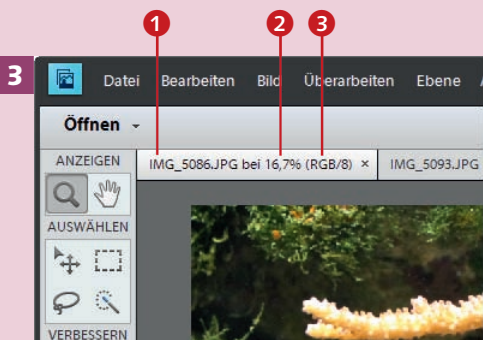 1 2 3
3
Datei Bearbeiten Bild Überarbeiten Ebene
Öffnen
ANZEIGEN
IMG_5086.JPG bei 16,7% (RGB/8) × IMG_5093.JPG
AUSWÄHLEN
VERBESSERN